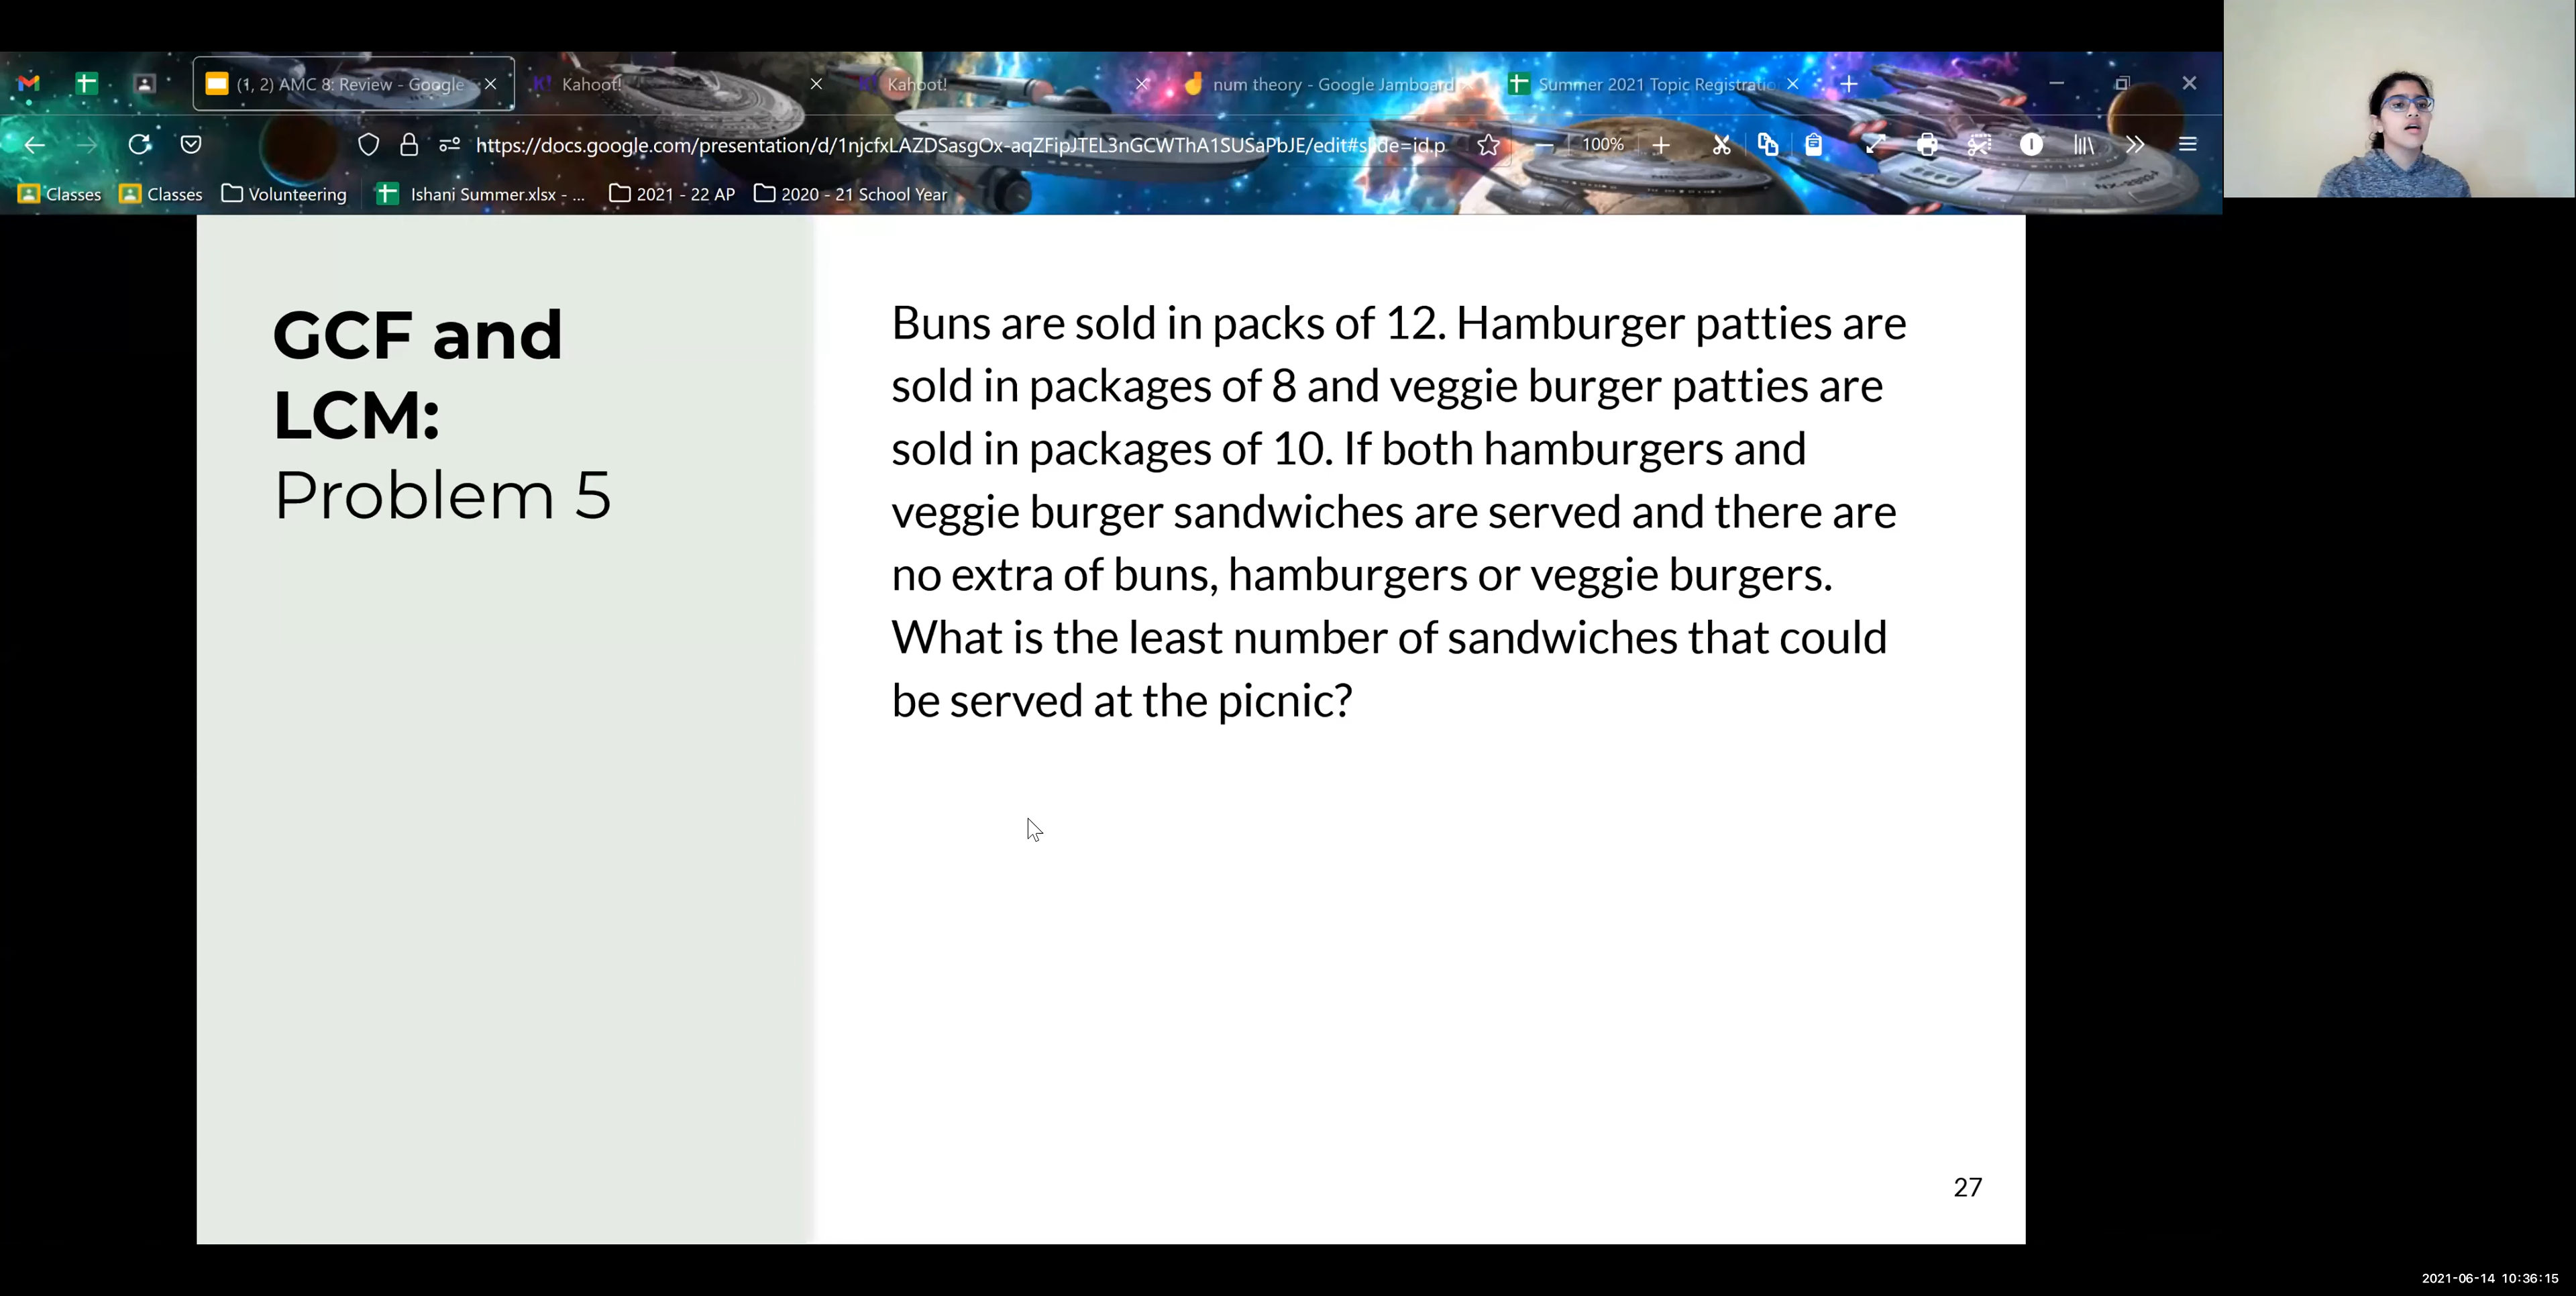 (1, 2) AMC 8: Review - Google
Kahoot!
Kahoot!
num theory - Google Jamboard
Summer 2021 Topic Registratio
https://docs.google.com/presentation/d/1njcfxLAZDSasgOx-aqZFipJTEL3nGCWThA1SUSaPbJE/edit#slide=id.p
100%
Classes
Classes
Volunteering
Ishani Summer.xlsx - ...
2021 - 22 AP
2020 - 21 School Year
GCF and
LCM:
Problem 5
Buns are sold in packs of 12. Hamburger patties are
sold in packages of 8 and veggie burger patties are
sold in packages of 10. If both hamburgers and
veggie burger sandwiches are served and there are
no extra of buns, hamburgers or veggie burgers.
What is the least number of sandwiches that could
be served at the picnic?
27
2021-06-14 10:36:15